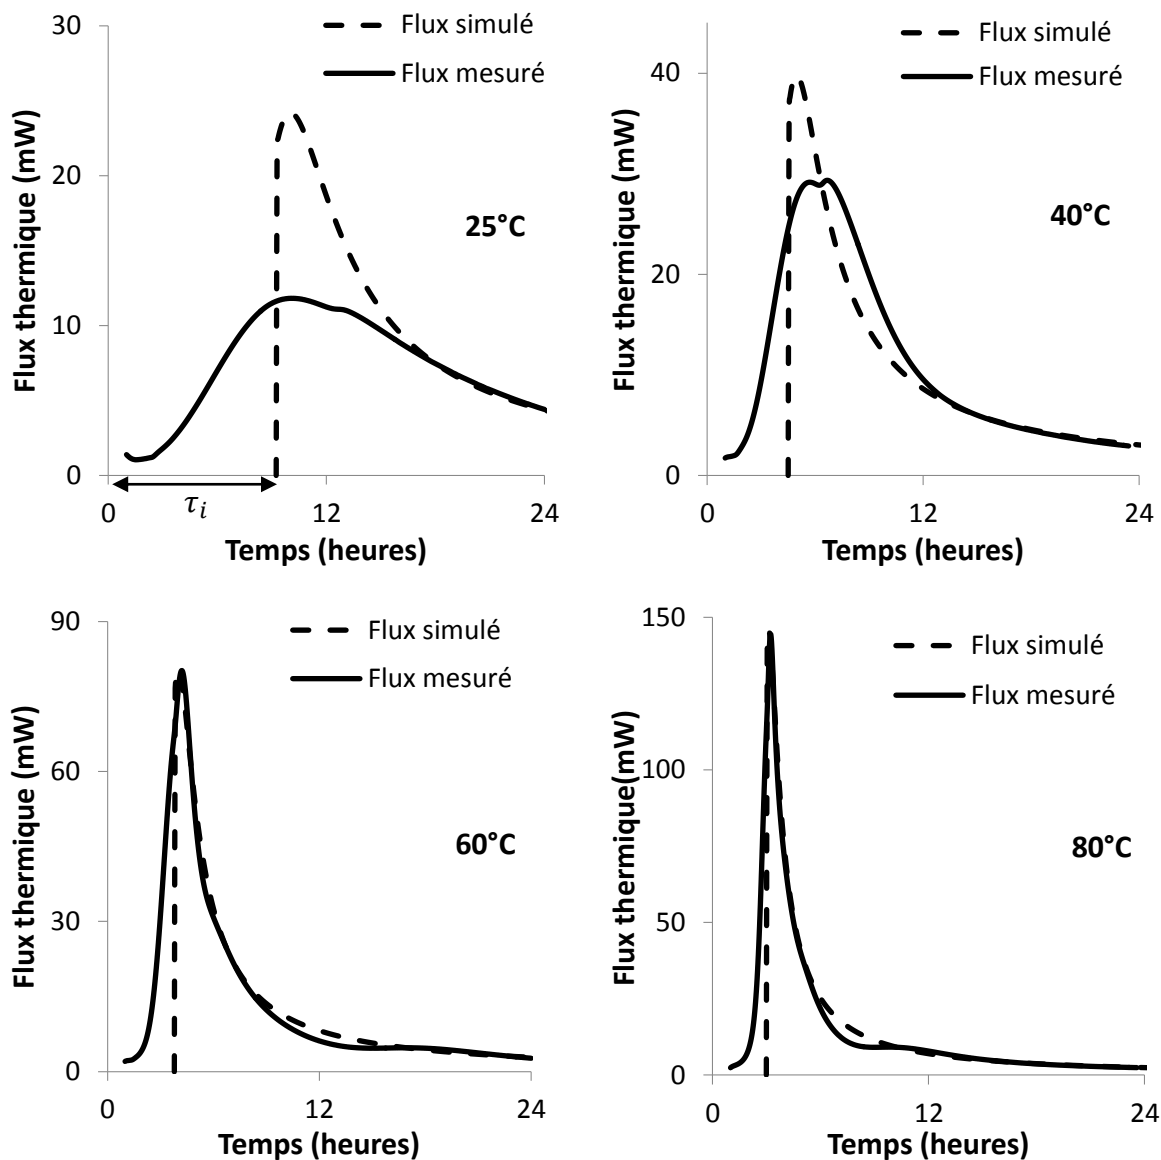 Flux simulé
Flux mesuré
30
20
10
0
Flux thermique (mW)
25°C
τi
0
12
24
Temps (heures)
Flux simulé
Flux mesuré
40
20
0
Flux thermique (mW)
40°C
0
12
24
Temps (heures)
Flux simulé
Flux mesuré
90
60
30
0
Flux thermique (mW)
60°C
0
12
24
Temps (heures)
Flux simulé
Flux mesuré
150
100
50
0
Flux thermique(mW)
80°C
0
12
24
Temps (heures)